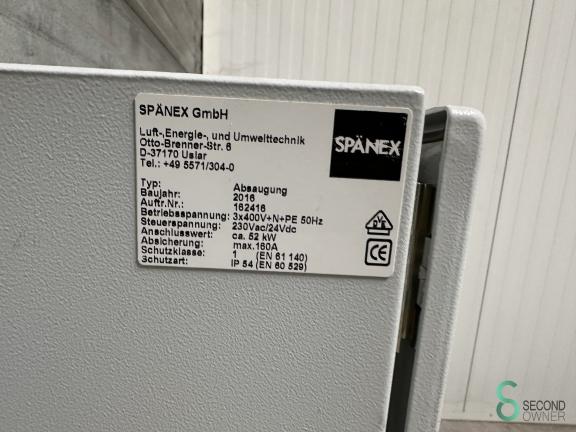 SPÄNEX GmbH
SPÄNEX
Luft-,Energie-, und Umwelttechnik
Otto-Brenner-Str. 6
D-37170 Uslar
Tel.: +49 5571/304-0
Typ: Absaugung
Baujahr: 2016
Auftr.Nr.: 162416
Betriebsspannung: 3x400V+N+PE 50Hz
Steuerspannung: 230Vac/24Vdc
Anschlusswert: ca. 52 kW
Absicherung: max.160A
Schutzklasse: 1 (EN 61 140)
Schutzart: IP 54 (EN 60 529)
CE
SECOND
OWNER